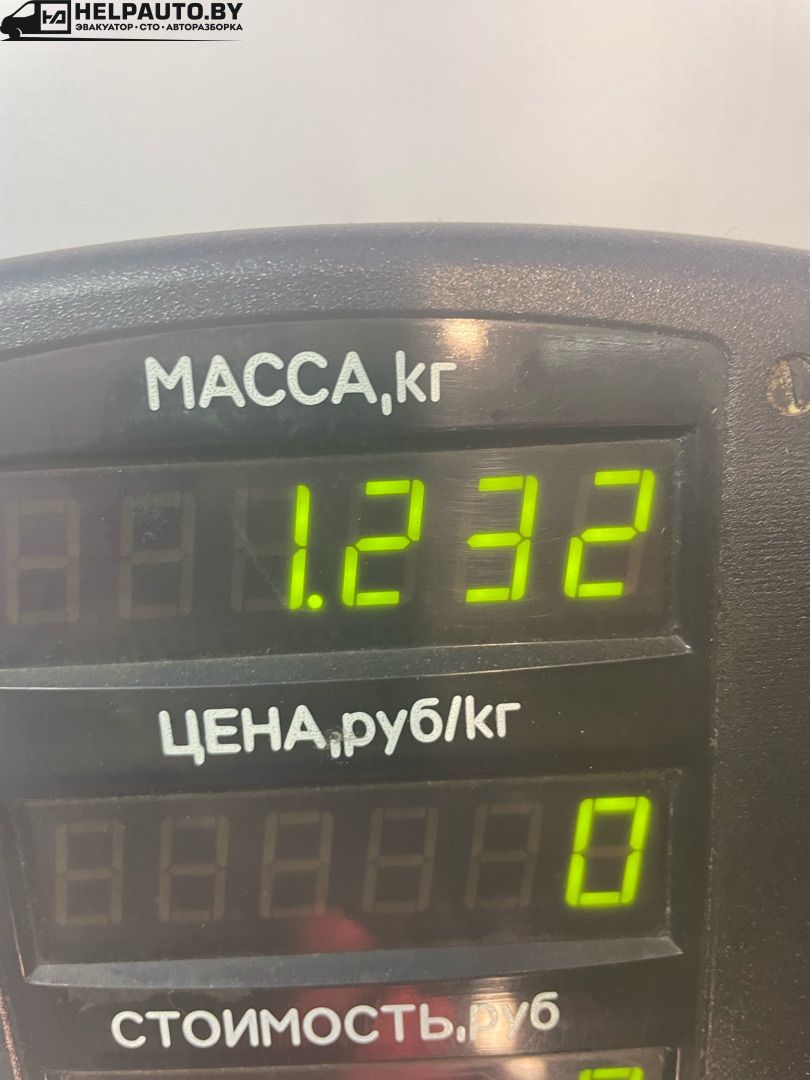 HELPAUTO.BY
ЭВАКУАТОР • СТО • АВТОРАЗБОРКА
МАССА,кг
1.232
ЦЕНА,руб/кг
0
СТОИМОСТЬ,руб